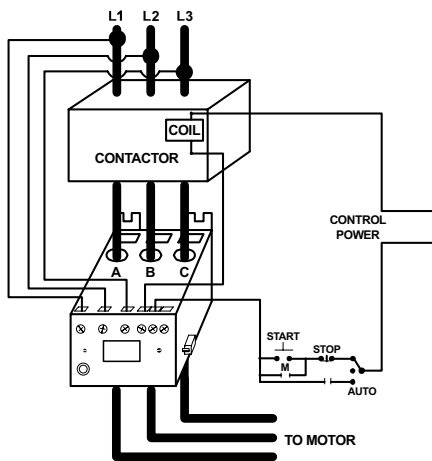 L1 L2 L3
COIL
CONTACTOR
CONTROL
POWER
A B C
START
STOP
M
AUTO
TO MOTOR